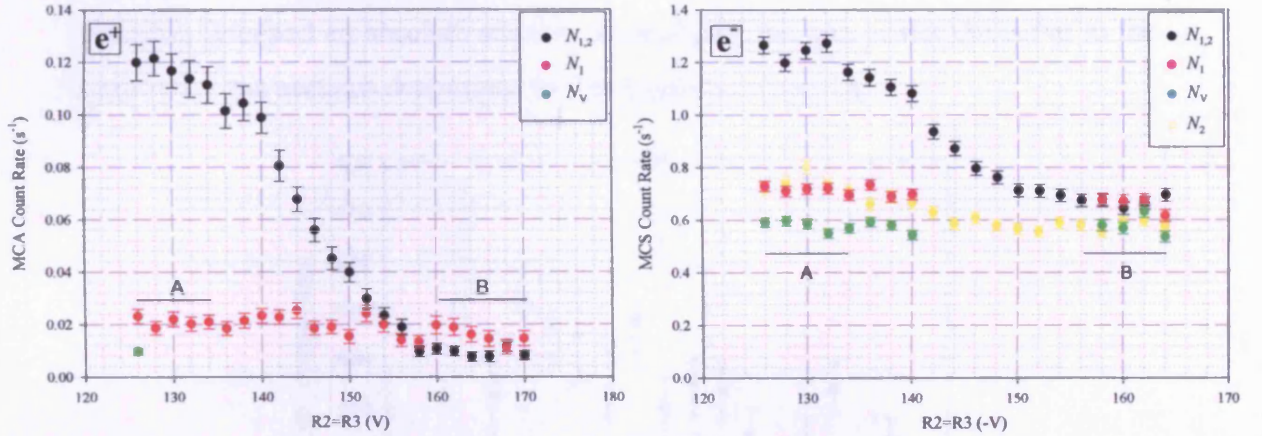 e+
N1,2
N1
NV
A
B
0.14
0.12
0.10
0.08
0.06
0.04
0.02
0.00
MCA Count Rate (s-1)
120
130
140
150
160
170
180
R2=R3 (V)
e-
N1,2
N1
NV
N2
A
B
1.4
1.2
1.0
0.8
0.6
0.4
0.2
0.0
MCS Count Rate (s-1)
120
130
140
150
160
170
R2=R3 (-V)